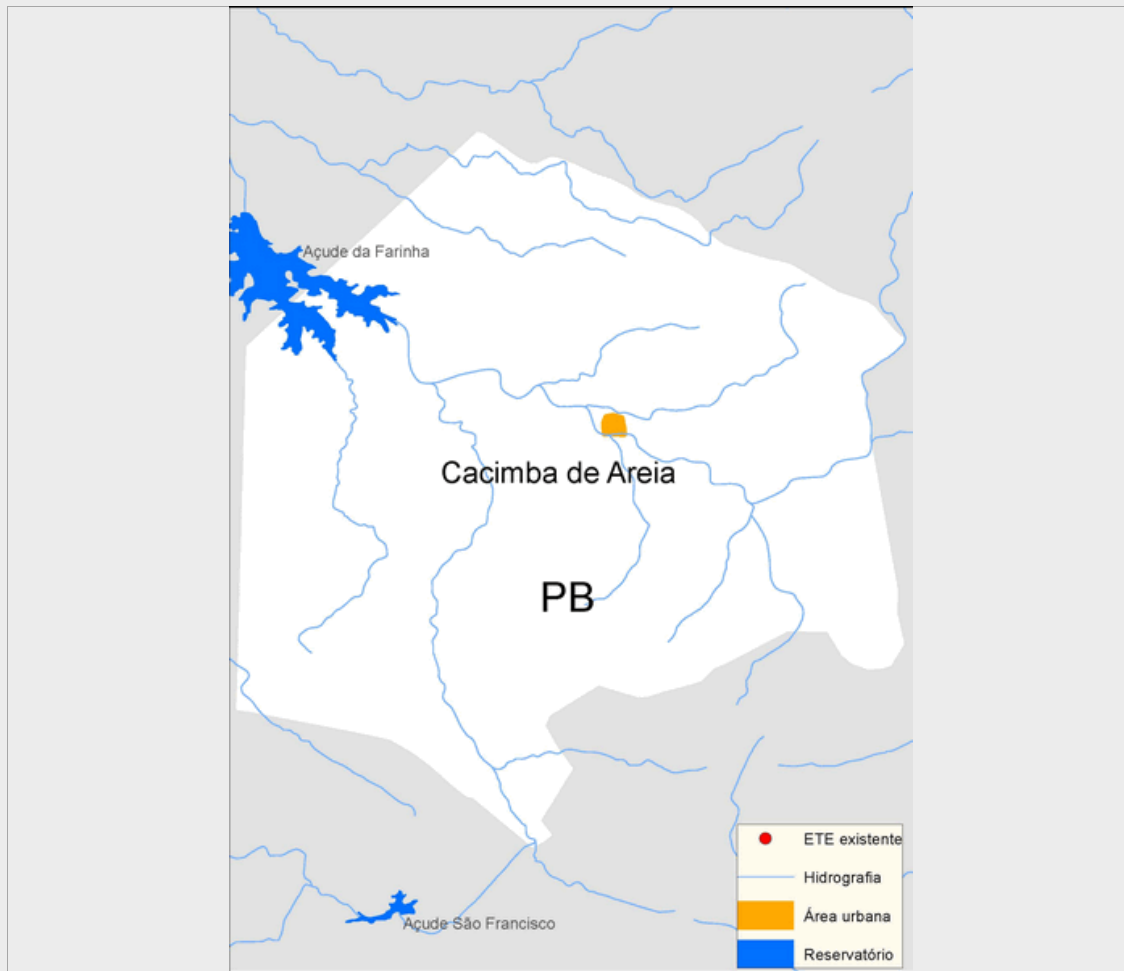 Açude da Farinha
Cacimba de Areia
PB
ETE existente
Hidrografia
Área urbana
Reservatório
Açude São Francisco